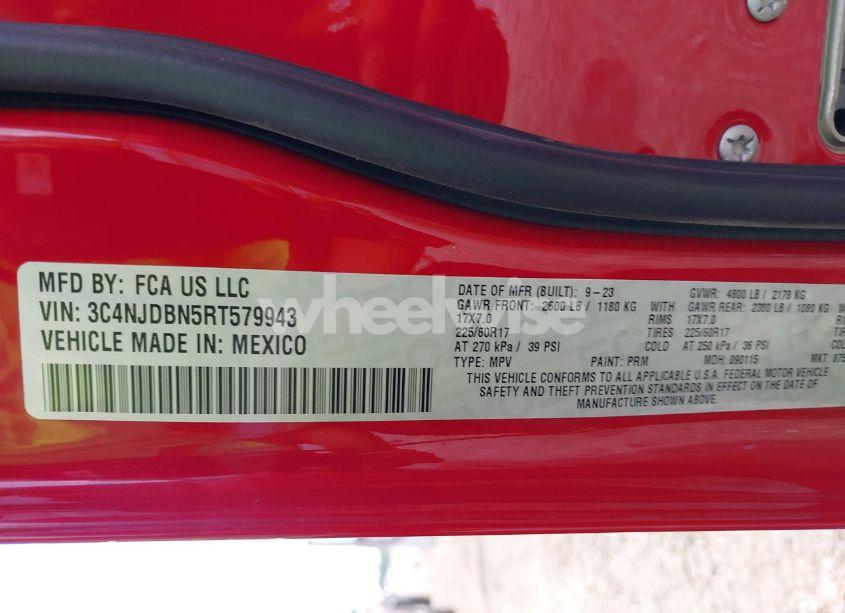 MFD BY: FCA US LLC
VIN: 3C4NJDBN5RT579943
VEHICLE MADE IN: MEXICO
DATE OF MFR (BUILT): 9-23 GVWR: 4800 LB / 2178 KG
GAWR FRONT: 2600 LB / 1180 KG GAWR REAR: 2380 LB / 1080 KG
17X7.0 RIMS 17X7.0
225/60R17 TIRES 225/60R17
AT 270 kPa / 39 PSI COLD AT 250 kPa / 36 PSI
TYPE: MPV PAINT: PRM MDH: 090115 MKT:
THIS VEHICLE CONFORMS TO ALL APPLICABLE U.S.A. FEDERAL MOTOR VEHICLE
SAFETY AND THEFT PREVENTION STANDARDS IN EFFECT ON THE DATE OF
MANUFACTURE SHOWN ABOVE.
wheelwise